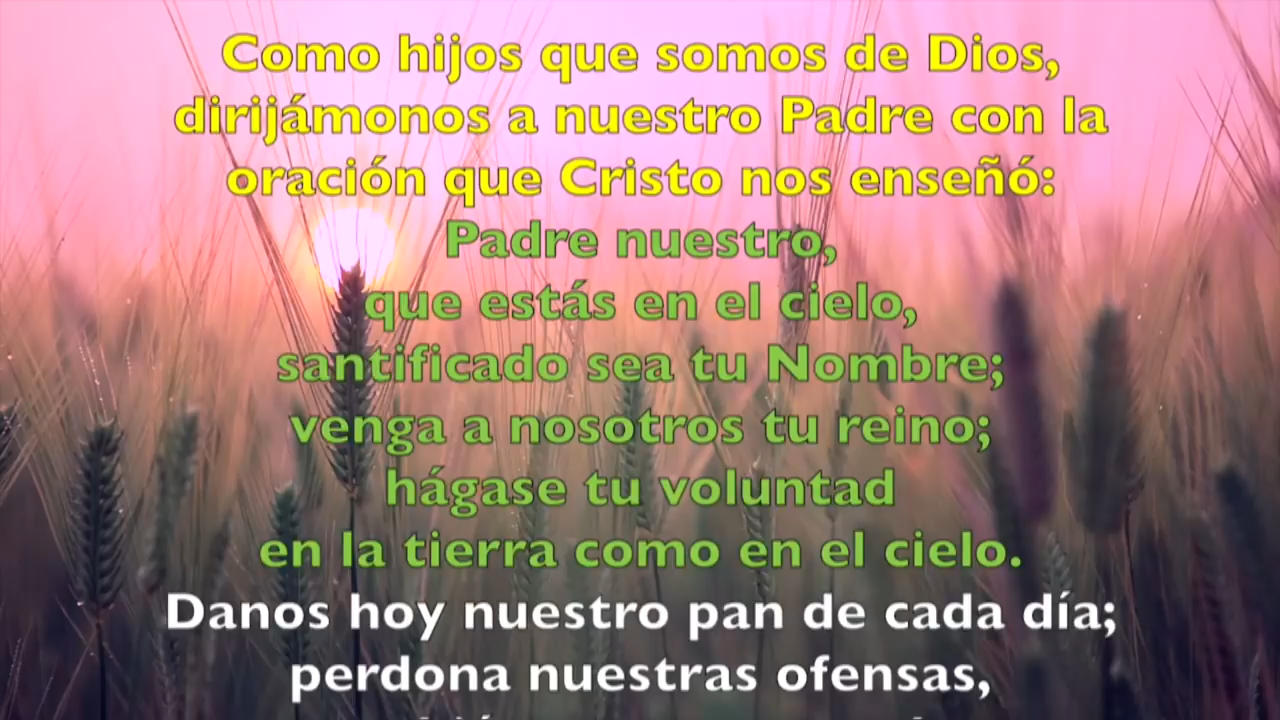 Como hijos que somos de Dios,
dirijámonos a nuestro Padre con la
oración que Cristo nos enseñó:
Padre nuestro,
que estás en el cielo,
santificado sea tu Nombre;
venga a nosotros tu reino;
hágase tu voluntad
en la tierra como en el cielo.
Danos hoy nuestro pan de cada día;
perdona nuestras ofensas,